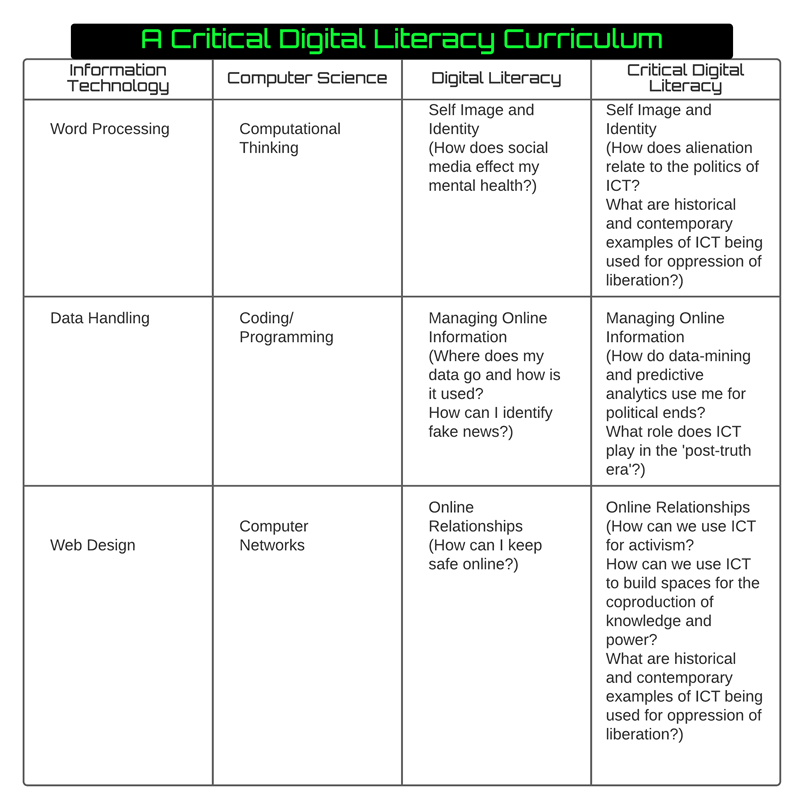 A Critical Digital Literacy Curriculum
Information
Technology
Computer Science
Digital Literacy
Critical Digital
Literacy
Word Processing
Computational
Thinking
Self Image and
Identity
(How does social
media effect my
mental health?)
Self Image and
Identity
(How does alienation
relate to the politics of
ICT?
What are historical
and contemporary
examples of ICT being
used for oppression of
liberation?)
Data Handling
Coding/
Programming
Managing Online
Information
(Where does my
data go and how is
it used?
How can I identify
fake news?)
Managing Online
Information
(How do data-mining
and predictive
analytics use me for
political ends?
What role does ICT
play in the 'post-truth
era'?)
Web Design
Computer
Networks
Online
Relationships
(How can I keep
safe online?)
Online Relationships
(How can we use ICT
for activism?
How can we use ICT
to build spaces for the
coproduction of
knowledge and
power?
What are historical
and contemporary
examples of ICT being
used for oppression of
liberation?)